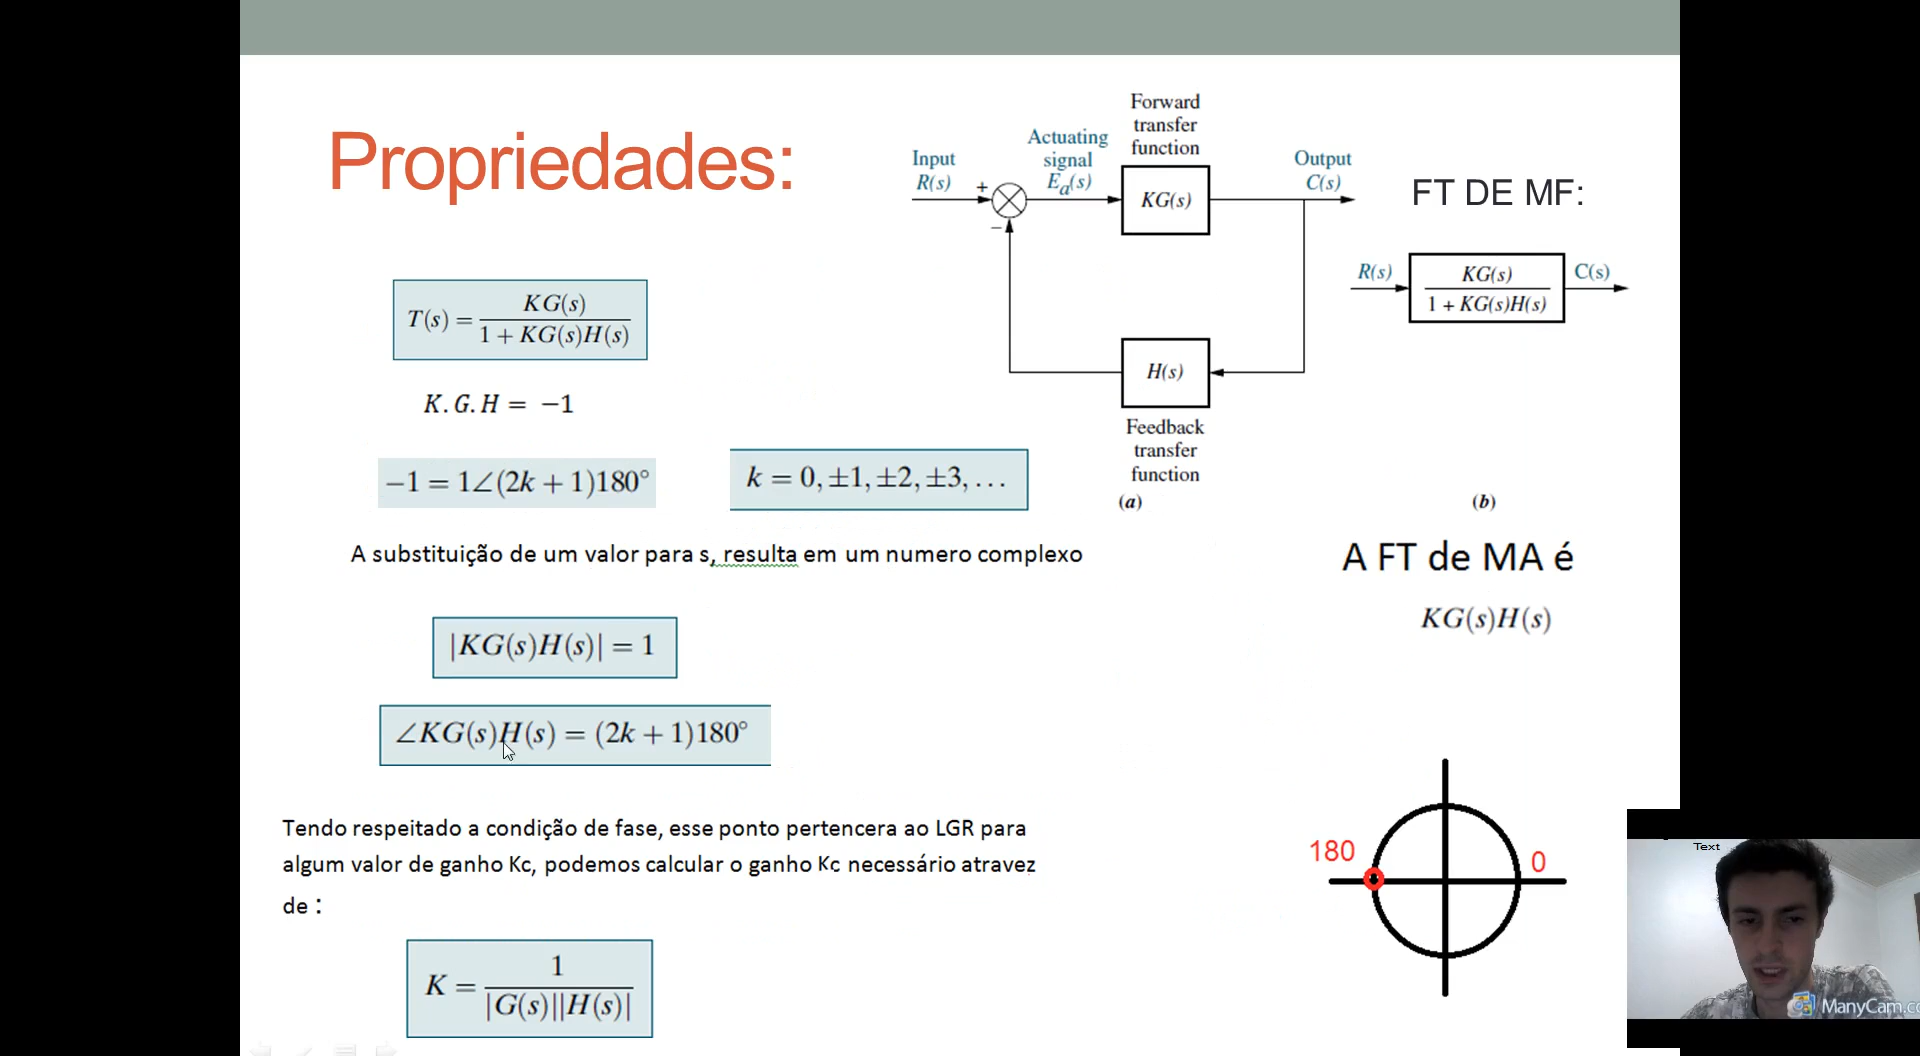 Propriedades:
T(s) = KG(s) / 1 + KG(s)H(s)
K.G.H = −1
−1 = 1∠(2k + 1)180°
k = 0, ±1, ±2, ±3, ...
A substituição de um valor para s, resulta em um numero complexo
|KG(s)H(s)| = 1
∠KG(s)H(s) = (2k + 1)180°
Tendo respeitado a condição de fase, esse ponto pertencera ao LGR para
algum valor de ganho Kc, podemos calcular o ganho Kc necessário atravez
de :
K = 1 / |G(s)||H(s)|
Forward
transfer
function
Input
R(s)
+
−
Actuating
signal
Ea(s)
KG(s)
Output
C(s)
H(s)
Feedback
transfer
function
(a)
FT DE MF:
R(s)
KG(s)
1 + KG(s)H(s)
C(s)
(b)
A FT de MA é
KG(s)H(s)
180
0
Text
ManyCam.co